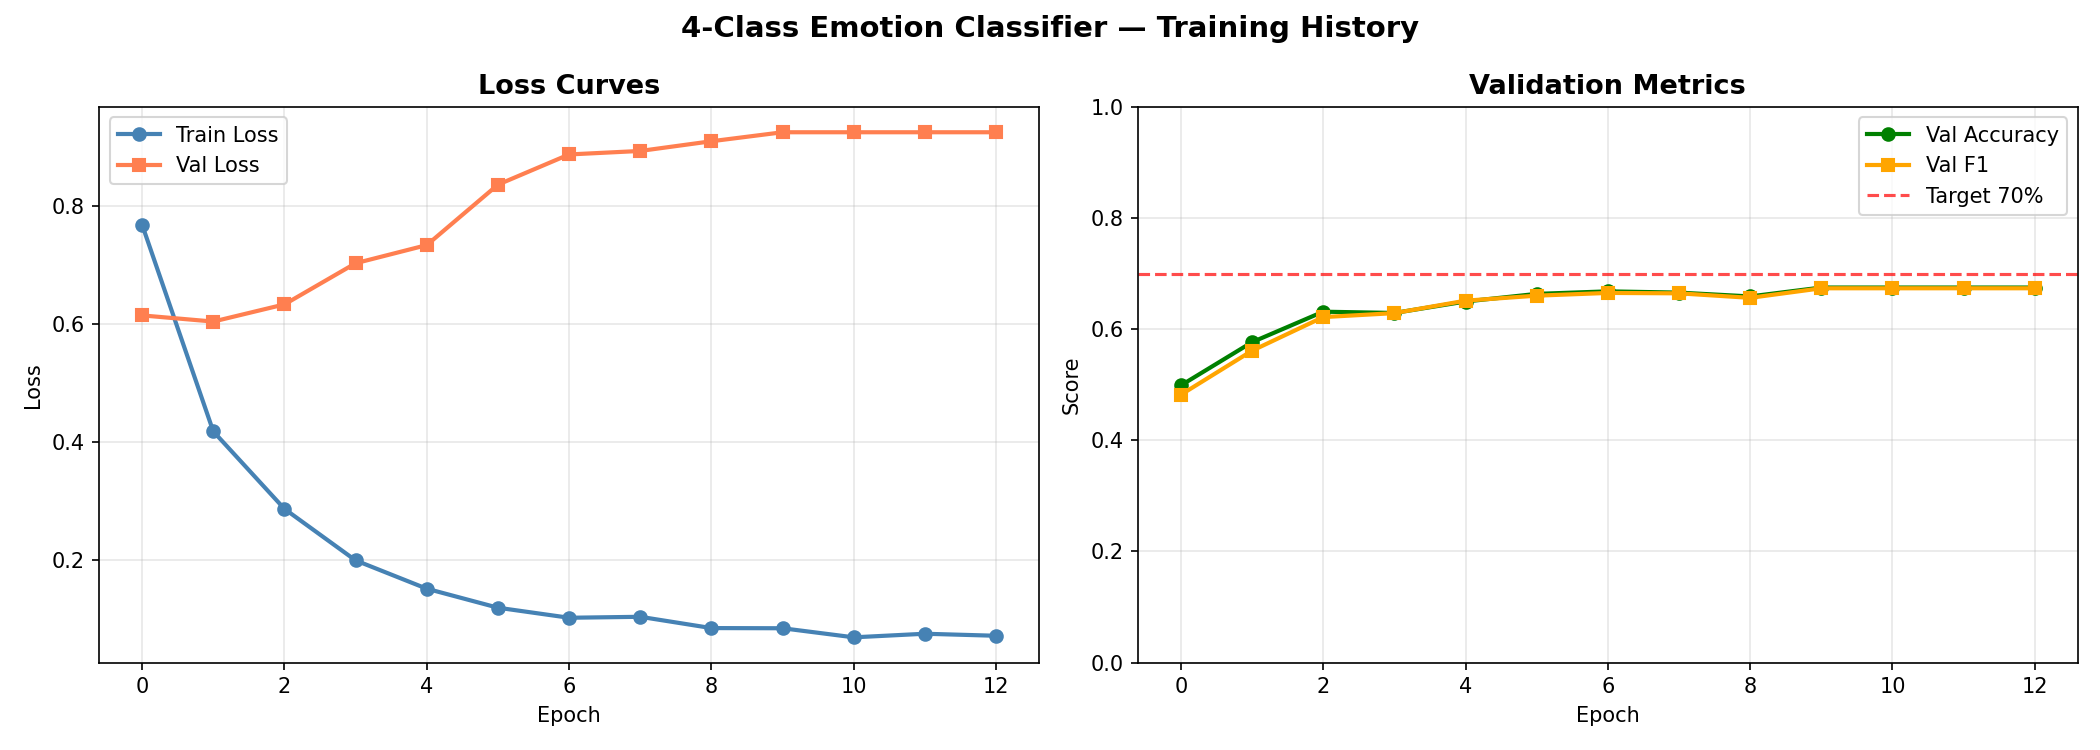 4-Class Emotion Classifier — Training History
Loss Curves
Train Loss
Val Loss
Loss
0.8
0.6
0.4
0.2
0 2 4 6 8 10 12
Epoch
Validation Metrics
Val Accuracy
Val F1
Target 70%
Score
1.0
0.8
0.6
0.4
0.2
0.0
0 2 4 6 8 10 12
Epoch